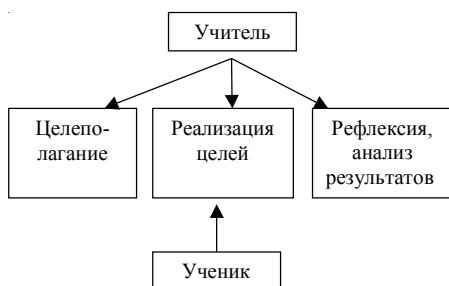 Учитель
Целепо-
лагание
Реализация
целей
Рефлексия,
анализ
результатов
Ученик